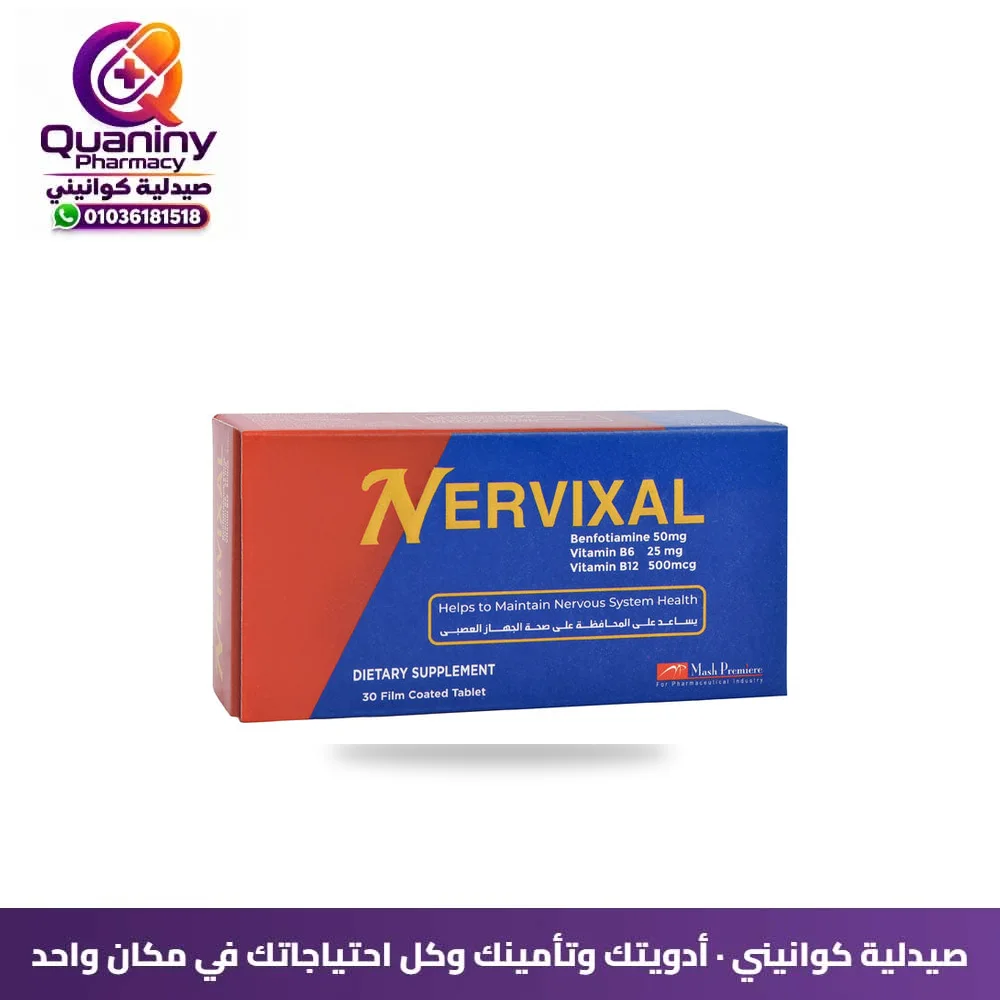 Quaniny
Pharmacy
صيدلية كوانيني
01036181518
NERVIXAL
Benfotiamine 50mg
Vitamin B6 25 mg
Vitamin B12 500mcg
Helps to Maintain Nervous System Health
يساعد على المحافظة على صحة الجهاز العصبى
DIETARY SUPPLEMENT
30 Film Coated Tablet
Mash Premiere
For Pharmaceutical Industry
NERVIXAL
صيدلية كوانيني · أدويتك وتأمينك وكل احتياجاتك في مكان واحد